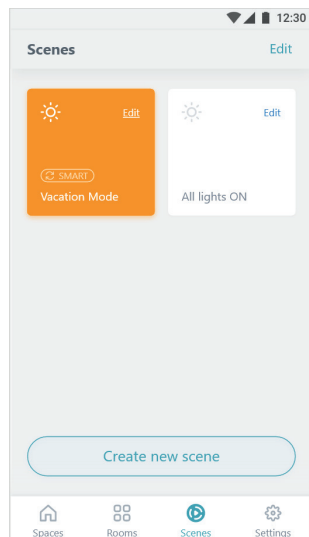 12:30
Scenes Edit
Edit Edit
SMART
Vacation Mode All lights ON
Create new scene
Spaces Rooms Scenes Settings